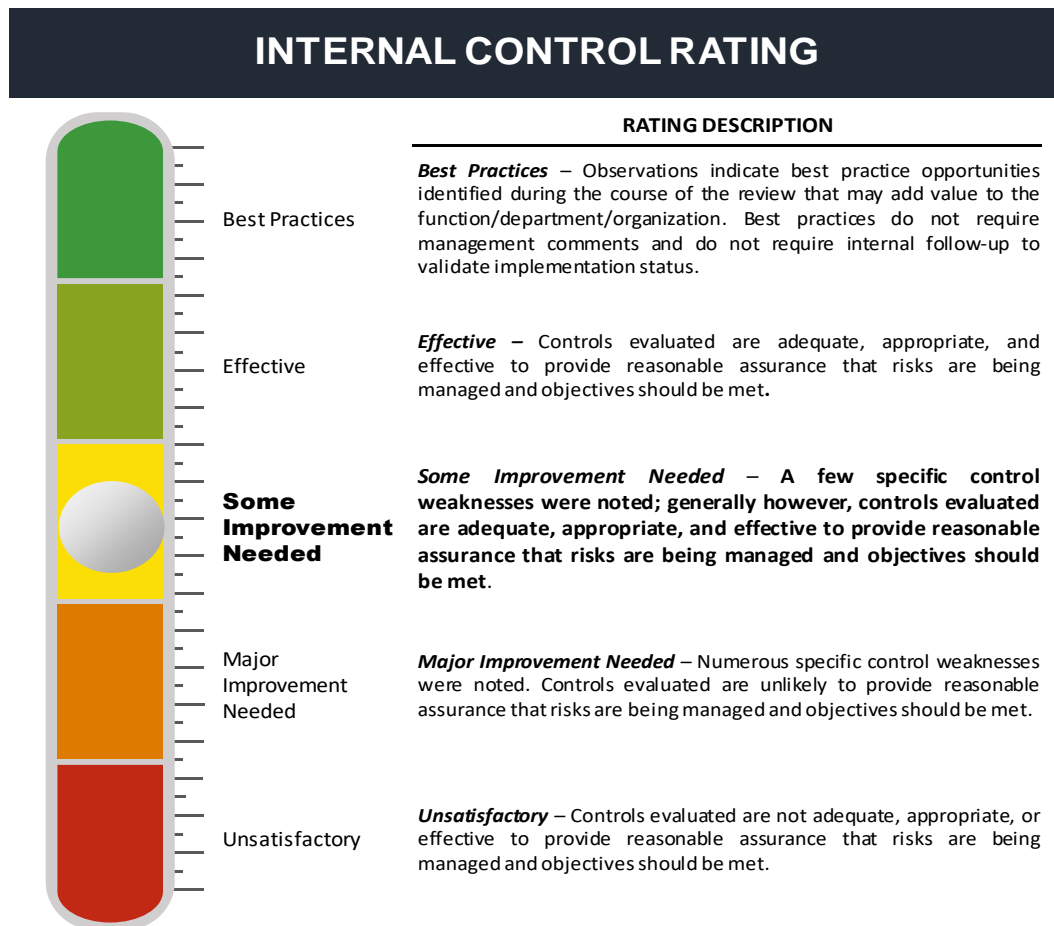 INTERNAL CONTROL RATING
RATING DESCRIPTION
Best Practices
Best Practices – Observations indicate best practice opportunities
identified during the course of the review that may add value to the
function/department/organization. Best practices do not require
management comments and do not require internal follow-up to
validate implementation status.
Effective
Effective – Controls evaluated are adequate, appropriate, and
effective to provide reasonable assurance that risks are being
managed and objectives should be met.
Some
Improvement
Needed
Some Improvement Needed – A few specific control
weaknesses were noted; generally however, controls evaluated
are adequate, appropriate, and effective to provide reasonable
assurance that risks are being managed and objectives should
be met.
Major
Improvement
Needed
Major Improvement Needed – Numerous specific control weaknesses
were noted. Controls evaluated are unlikely to provide reasonable
assurance that risks are being managed and objectives should be met.
Unsatisfactory
Unsatisfactory – Controls evaluated are not adequate, appropriate, or
effective to provide reasonable assurance that risks are being
managed and objectives should be met.